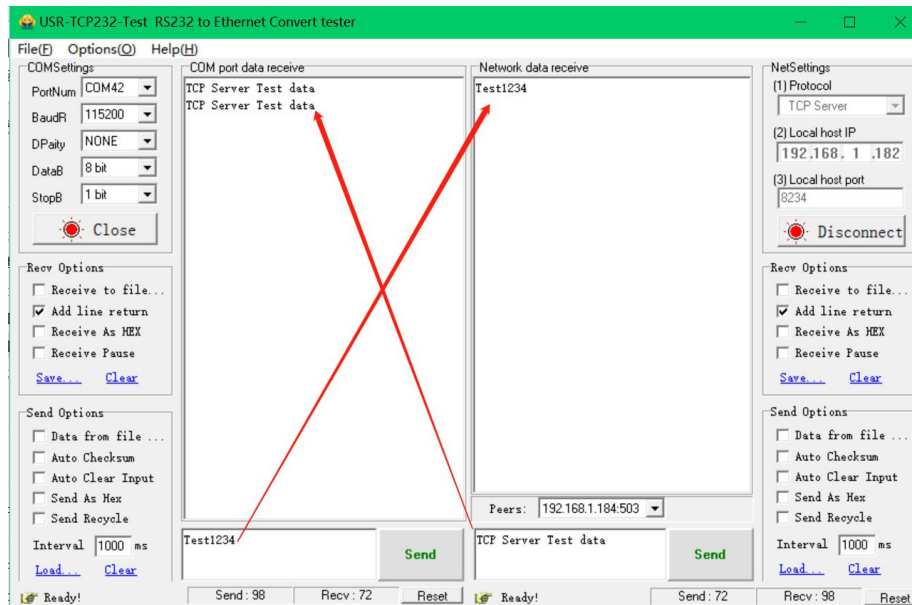 USR-TCP232-Test RS232 to Ethernet Convert tester
File(F) Options(O) Help(H)
COMSettings
PortNum COM42
BaudR 115200
DPaity NONE
DataB 8 bit
StopB 1 bit
Close
Recv Options
Receive to file...
Add line return
Receive As HEX
Receive Pause
Save... Clear
Send Options
Data from file ...
Auto Checksum
Auto Clear Input
Send As Hex
Send Recycle
Interval 1000 ms
Load... Clear
Ready!
COM port data receive
TCP Server Test data
TCP Server Test data
Test1234
Send
Send : 98 Recv : 72 Reset
Network data receive
Test1234
Peers: 192.168.1.184:503
TCP Server Test data
Send
Ready! Send : 72 Recv : 98 Reset
NetSettings
(1) Protocol
TCP Server
(2) Local host IP
192.168. 1 .182
(3) Local host port
8234
Disconnect
Recv Options
Receive to file...
Add line return
Receive As HEX
Receive Pause
Save... Clear
Send Options
Data from file ...
Auto Checksum
Auto Clear Input
Send As Hex
Send Recycle
Interval 1000 ms
Load... Clear